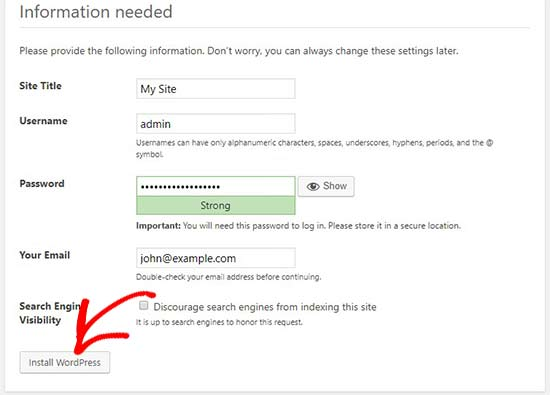 Information needed
Please provide the following information. Don't worry, you can always change these settings later.
Site Title
My Site
Username
admin
Usernames can have only alphanumeric characters, spaces, underscores, hyphens, periods, and the @
symbol.
Password
••••••••••••••••••
Show
Strong
Important: You will need this password to log in. Please store it in a secure location.
Your Email
john@example.com
Double-check your email address before continuing.
Search Engin
Visibility
Discourage search engines from indexing this site
It is up to search engines to honor this request.
Install WordPress